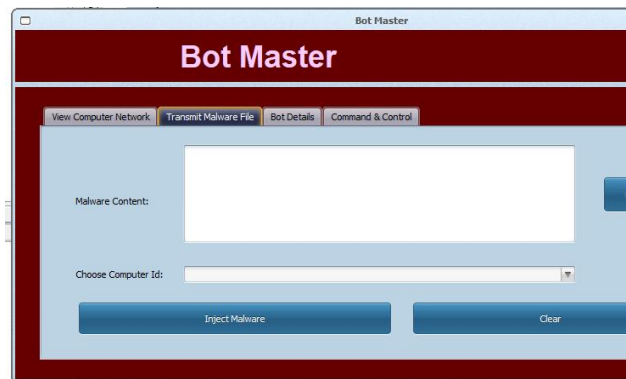 Bot Master
Bot Master
View Computer Network Transmit Malware File Bot Details Command & Control
Malware Content:
Choose Computer Id:
Inject Malware Clear